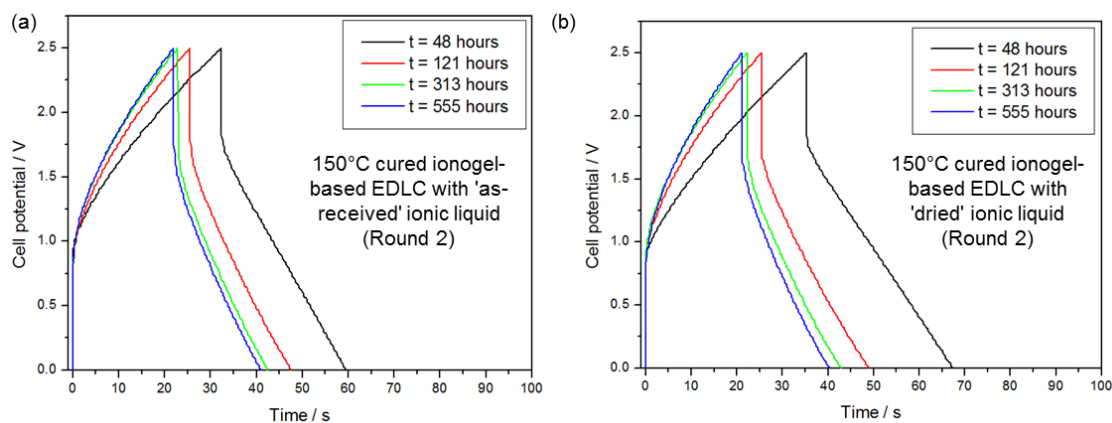 (a)
Cell potential / V
2.5
2.0
1.5
1.0
0.5
0.0
t = 48 hours
t = 121 hours
t = 313 hours
t = 555 hours
150°C cured ionogel-
based EDLC with 'as-
received' ionic liquid
(Round 2)
0 10 20 30 40 50 60 70 80 90 100
Time / s
(b)
Cell potential / V
2.5
2.0
1.5
1.0
0.5
0.0
t = 48 hours
t = 121 hours
t = 313 hours
t = 555 hours
150°C cured ionogel-
based EDLC with
'dried' ionic liquid
(Round 2)
0 10 20 30 40 50 60 70 80 90 100
Time / s